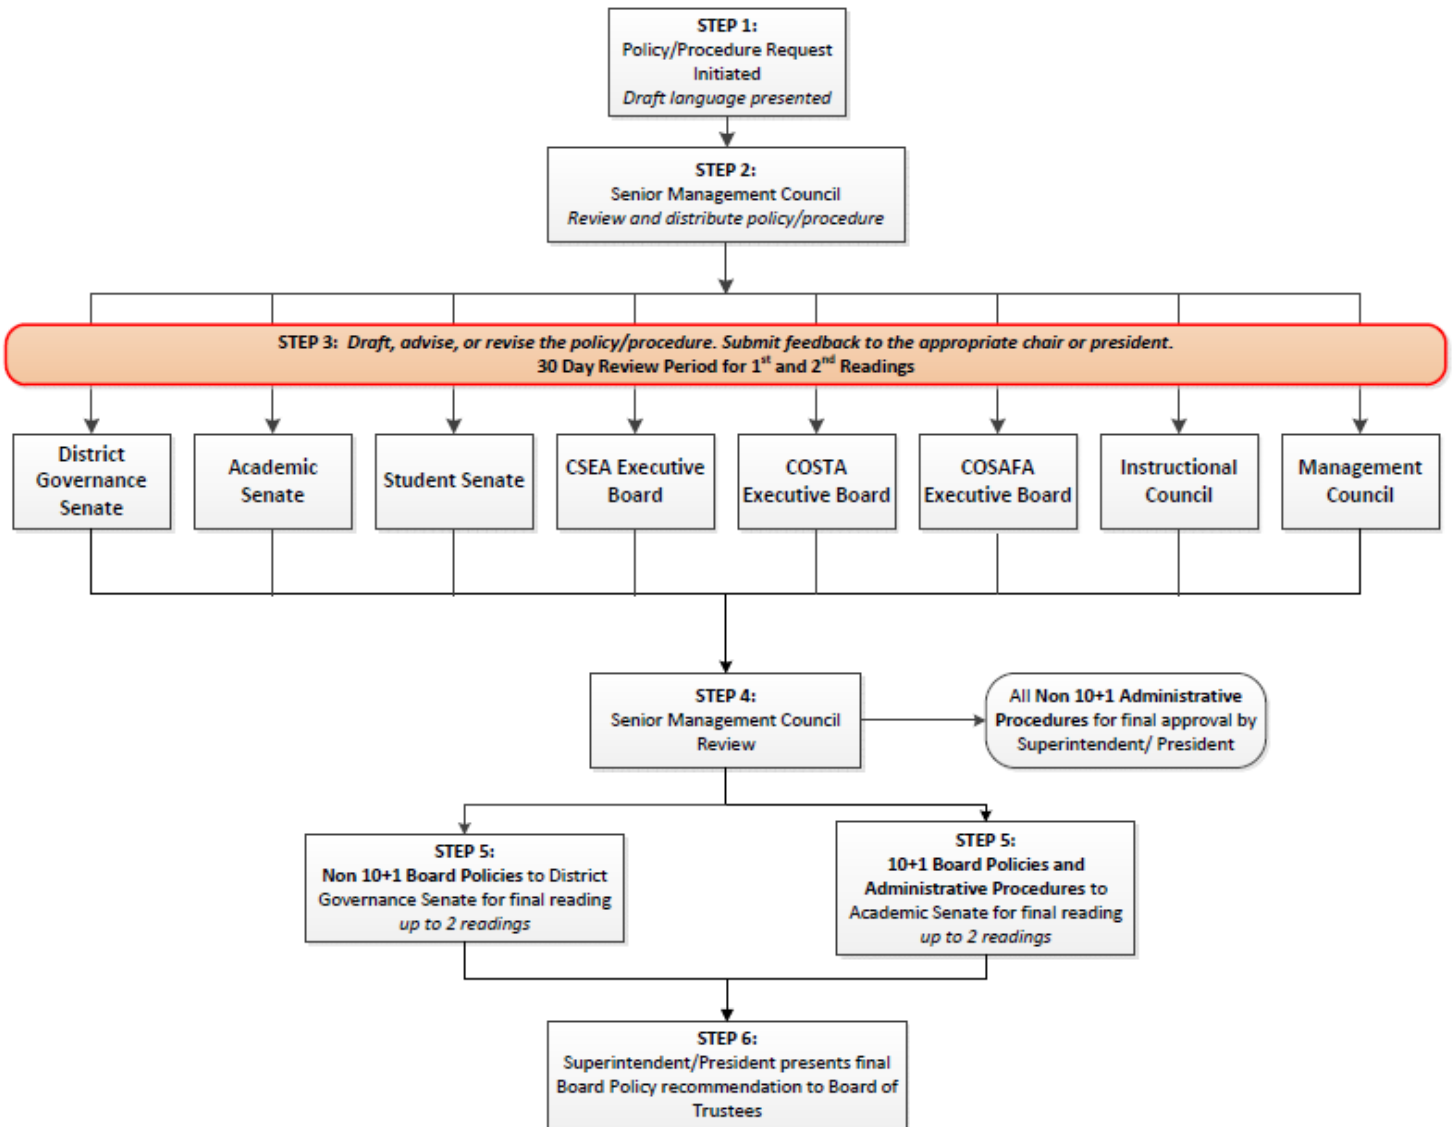 STEP 1:
Policy/Procedure Request
Initiated
Draft language presented
STEP 2:
Senior Management Council
Review and distribute policy/procedure
STEP 3: Draft, advise, or revise the policy/procedure. Submit feedback to the appropriate chair or president.
30 Day Review Period for 1st and 2nd Readings
District
Governance
Senate
Academic
Senate
Student Senate
CSEA Executive
Board
COSTA
Executive Board
COSAFA
Executive Board
Instructional
Council
Management
Council
STEP 4:
Senior Management Council
Review
All Non 10+1 Administrative
Procedures for final approval by
Superintendent/ President
STEP 5:
Non 10+1 Board Policies to District
Governance Senate for final reading
up to 2 readings
STEP 5:
10+1 Board Policies and
Administrative Procedures to
Academic Senate for final reading
up to 2 readings
STEP 6:
Superintendent/President presents final
Board Policy recommendation to Board of
Trustees